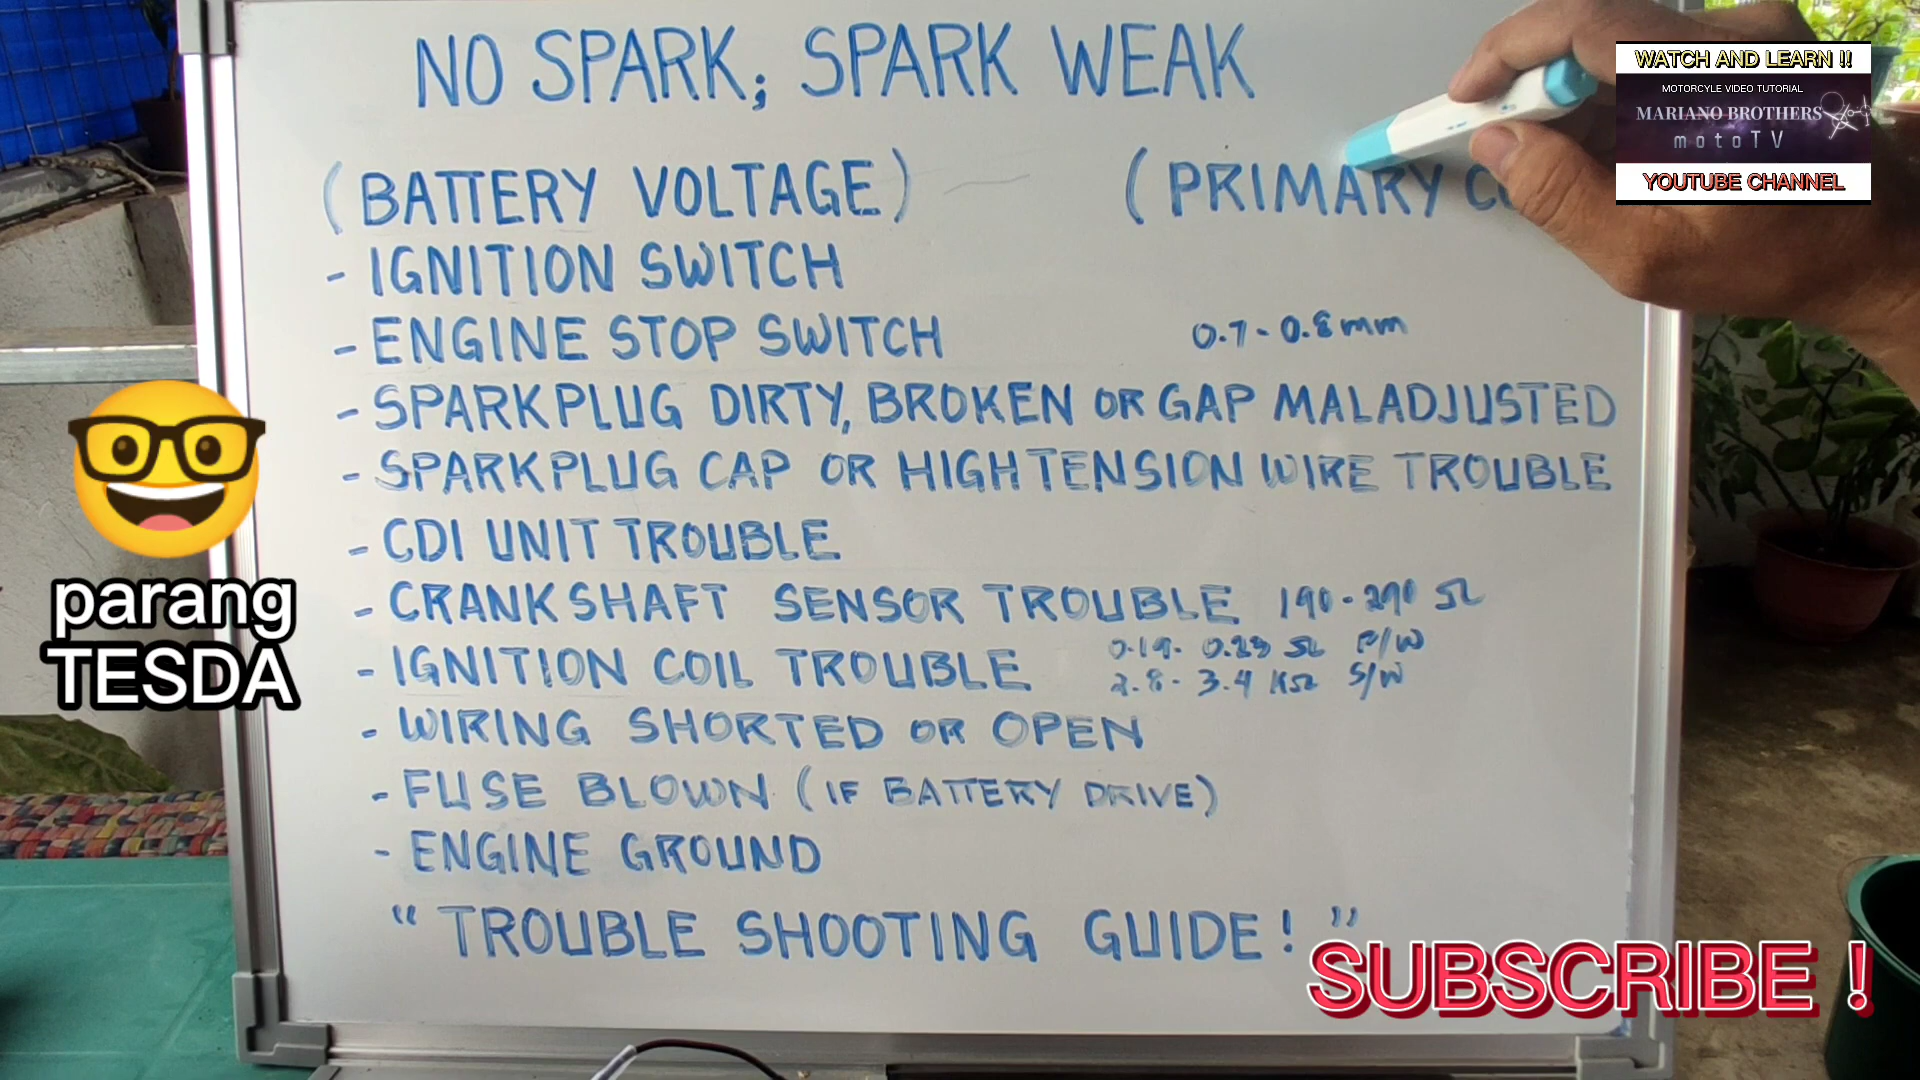 NO SPARK; SPARK WEAK
(BATTERY VOLTAGE) (PRIMARY
- IGNITION SWITCH
- ENGINE STOP SWITCH 0.7 - 0.8 mm
- SPARKPLUG DIRTY, BROKEN OR GAP MALADJUSTED
- SPARKPLUG CAP OR HIGH TENSION WIRE TROUBLE
- CDI UNIT TROUBLE
- CRANKSHAFT SENSOR TROUBLE 190 - 290 Ω
- IGNITION COIL TROUBLE 0.19 - 0.23 Ω P/W
2.8 - 3.4 KΩ S/W
- WIRING SHORTED OR OPEN
- FUSE BLOWN (IF BATTERY DRIVE)
- ENGINE GROUND
"TROUBLE SHOOTING GUIDE!"
WATCH AND LEARN !!
MOTORCYLE VIDEO TUTORIAL
MARIANO BROTHERS
motoTV
YOUTUBE CHANNEL
parang
TESDA
SUBSCRIBE !